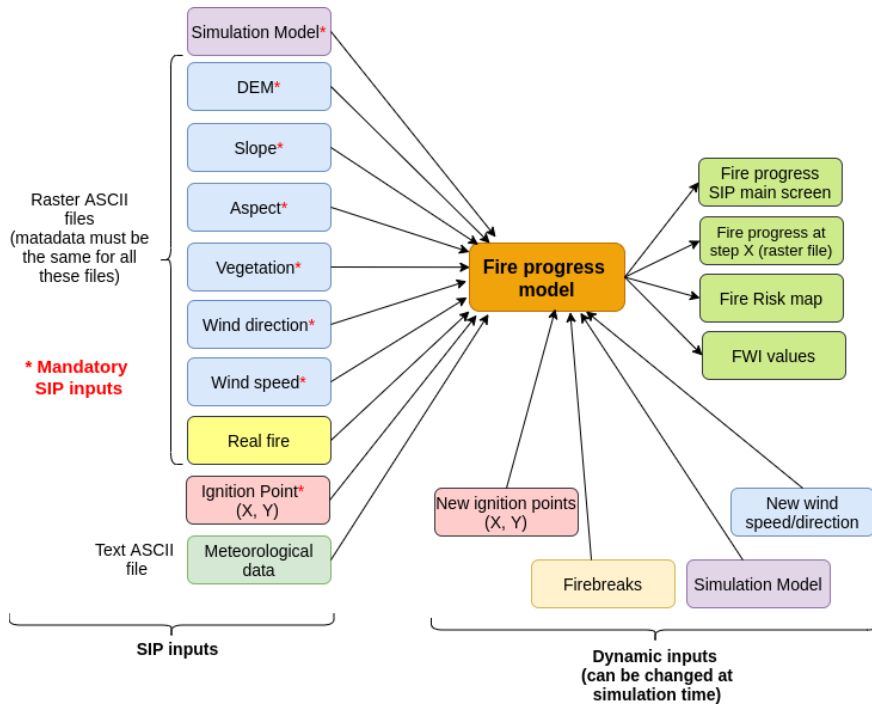 Simulation Model*
DEM*
Slope*
Aspect*
Vegetation*
Wind direction*
Wind speed*
Real fire
Ignition Point*
(X, Y)
Meteorological
data
Raster ASCII
files
(matadata must be
the same for all
these files)
* Mandatory
SIP inputs
Text ASCII
file
SIP inputs
Fire progress
model
Fire progress
SIP main screen
Fire progress at
step X (raster file)
Fire Risk map
FWI values
New ignition points
(X, Y)
New wind
speed/direction
Firebreaks
Simulation Model
Dynamic inputs
(can be changed at
simulation time)